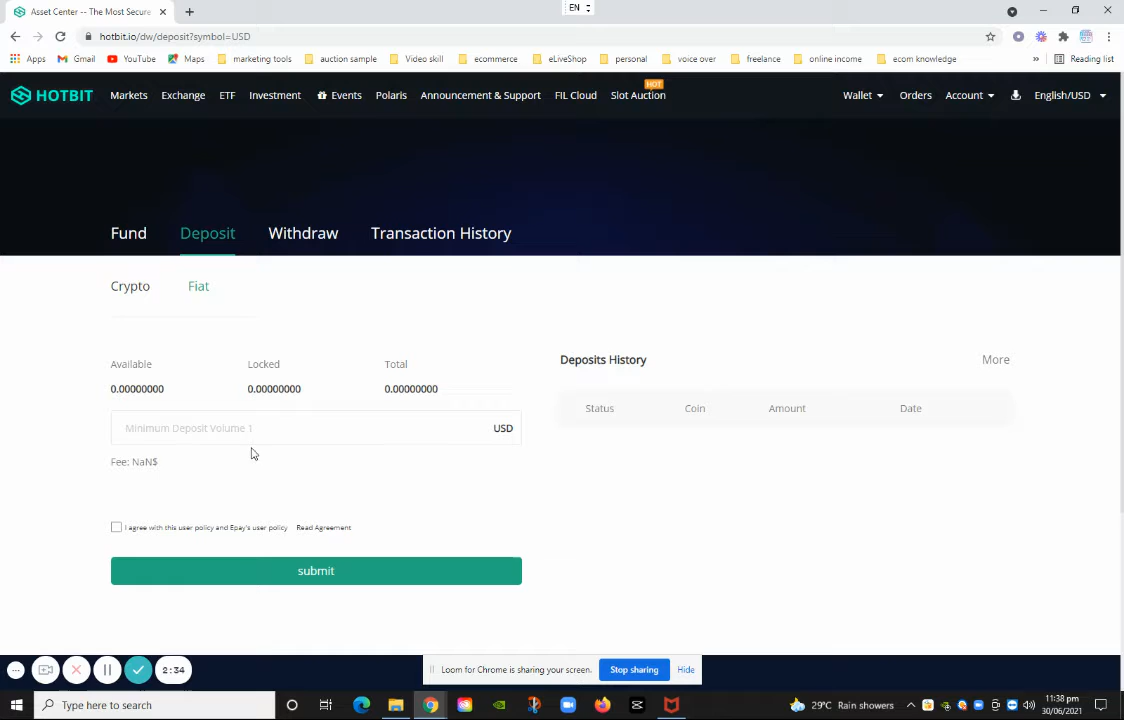 Asset Center -- The Most Secure
EN
hotbit.io/dw/deposit?symbol=USD
Apps Gmail YouTube Maps marketing tools auction sample Video skill ecommerce eLiveShop personal voice over freelance online income ecom knowledge » Reading list
HOT
HOTBIT Markets Exchange ETF Investment Events Polaris Announcement & Support FIL Cloud Slot Auction Wallet Orders Account English/USD
Fund Deposit Withdraw Transaction History
Crypto Fiat
Available Locked Total
0.00000000 0.00000000 0.00000000
Minimum Deposit Volume 1 USD
Fee: NaN$
I agree with this user policy and Epay's user policy Read Agreement
submit
Deposits History More
Status Coin Amount Date
2:34
Loom for Chrome is sharing your screen. Stop sharing Hide
Type here to search
29°C Rain showers
11:38 pm
30/06/2021